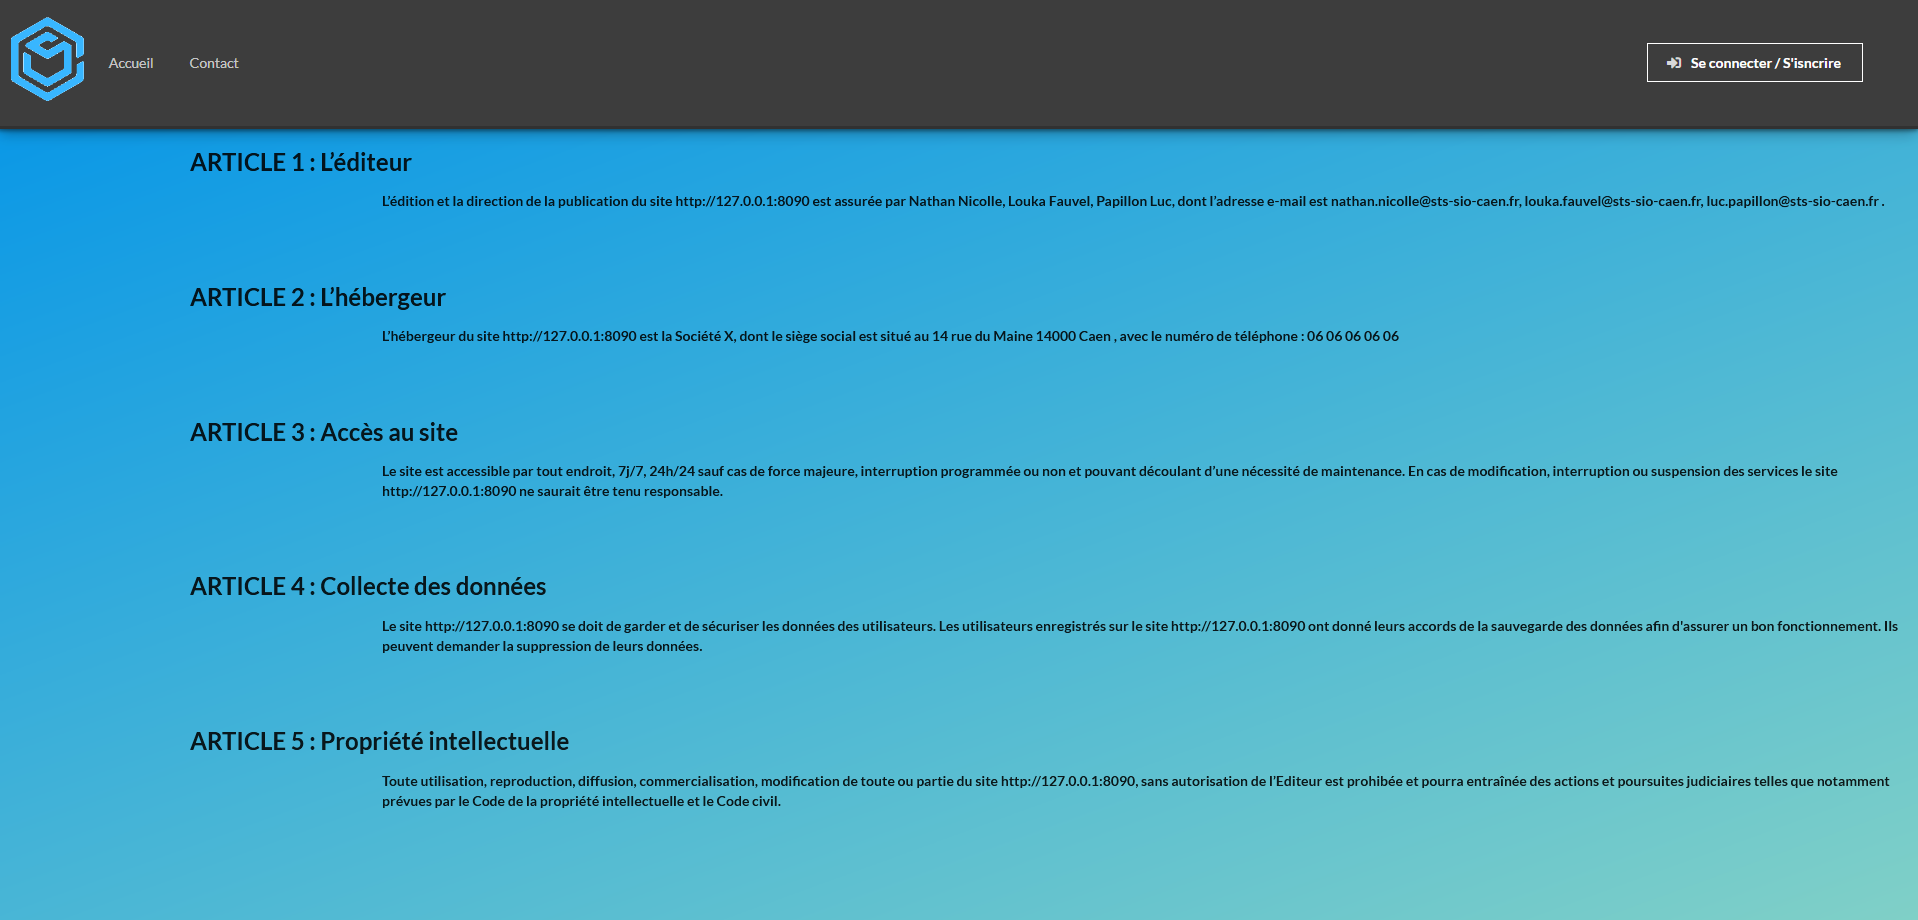 Accueil
Contact
Se connecter / S'isncrire
ARTICLE 1 : L’éditeur
L’édition et la direction de la publication du site http://127.0.0.1:8090 est assurée par Nathan Nicolle, Louka Fauvel, Papillon Luc, dont l’adresse e-mail est nathan.nicolle@sts-sio-caen.fr, louka.fauvel@sts-sio-caen.fr, luc.papillon@sts-sio-caen.fr .
ARTICLE 2 : L’hébergeur
L’hébergeur du site http://127.0.0.1:8090 est la Société X, dont le siège social est situé au 14 rue du Maine 14000 Caen , avec le numéro de téléphone : 06 06 06 06 06
ARTICLE 3 : Accès au site
Le site est accessible par tout endroit, 7j/7, 24h/24 sauf cas de force majeure, interruption programmée ou non et pouvant découlant d’une nécessité de maintenance. En cas de modification, interruption ou suspension des services le site
http://127.0.0.1:8090 ne saurait être tenu responsable.
ARTICLE 4 : Collecte des données
Le site http://127.0.0.1:8090 se doit de garder et de sécuriser les données des utilisateurs. Les utilisateurs enregistrés sur le site http://127.0.0.1:8090 ont donné leurs accords de la sauvegarde des données afin d'assurer un bon fonctionnement. Ils
peuvent demander la suppression de leurs données.
ARTICLE 5 : Propriété intellectuelle
Toute utilisation, reproduction, diffusion, commercialisation, modification de toute ou partie du site http://127.0.0.1:8090, sans autorisation de l'Editeur est prohibée et pourra entraînée des actions et poursuites judiciaires telles que notamment
prévues par le Code de la propriété intellectuelle et le Code civil.